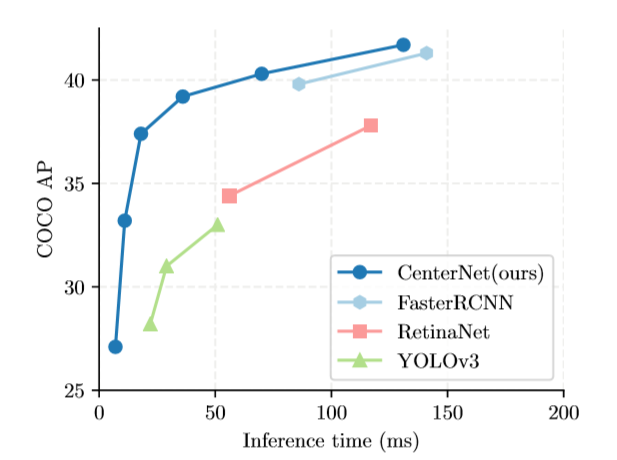 COCO AP
40
35
30
25
0 50 100 150 200
Inference time (ms)
CenterNet(ours)
FasterRCNN
RetinaNet
YOLOv3